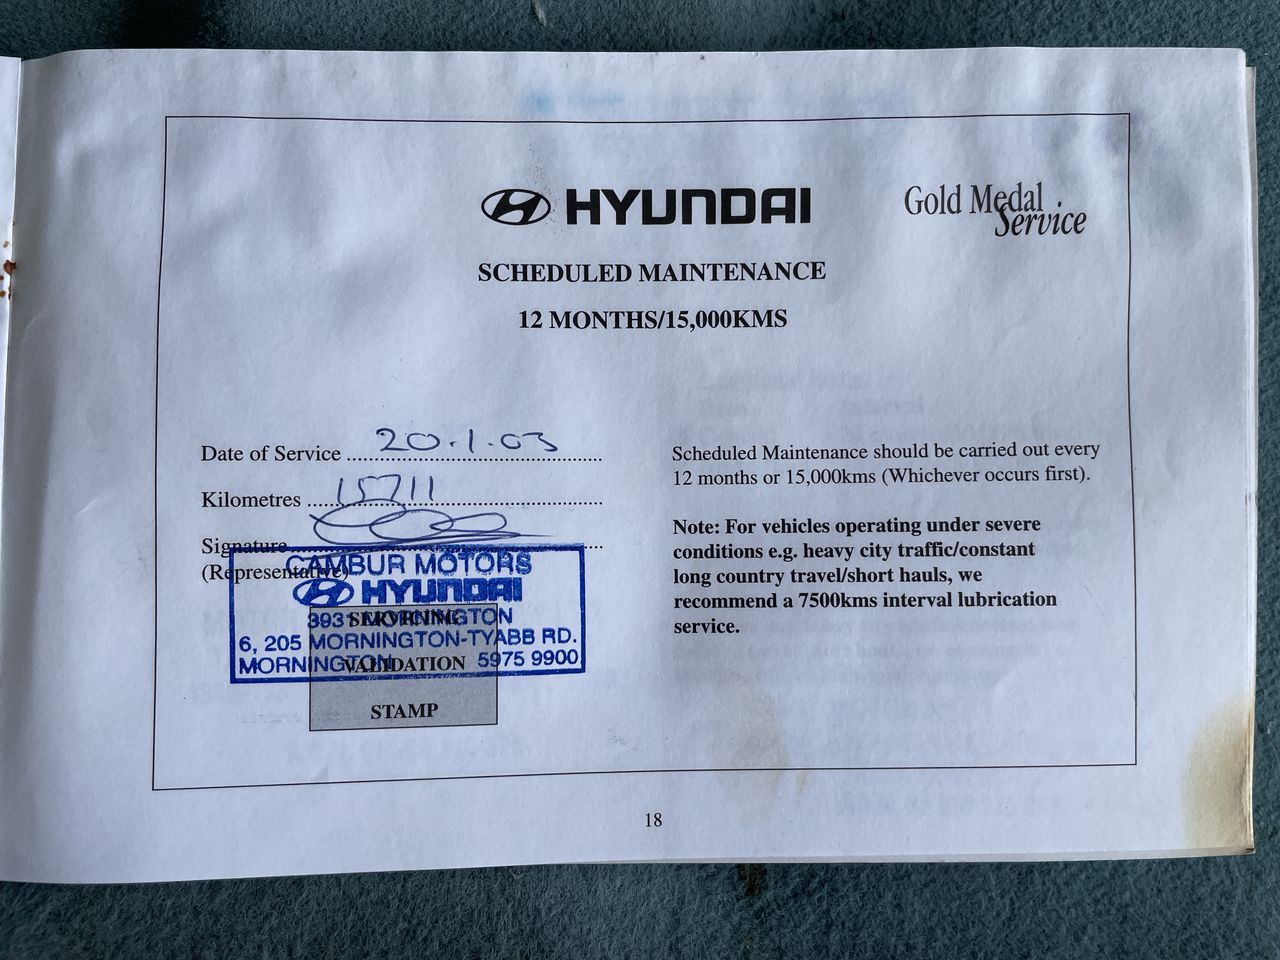 HYUNDAI
Gold Medal
Service
SCHEDULED MAINTENANCE
12 MONTHS/15,000KMS
Date of Service 20.1.03
Kilometres 15711
Signature
(Representative)
CAMBUR MOTORS
HYUNDAI
3931 MORNINGTON
6, 205 MORNINGTON-TYABB RD.
MORNINGTON 5975 9900
SERVICING
VALIDATION
STAMP
Scheduled Maintenance should be carried out every
12 months or 15,000kms (Whichever occurs first).
Note: For vehicles operating under severe
conditions e.g. heavy city traffic/constant
long country travel/short hauls, we
recommend a 7500kms interval lubrication
service.
18